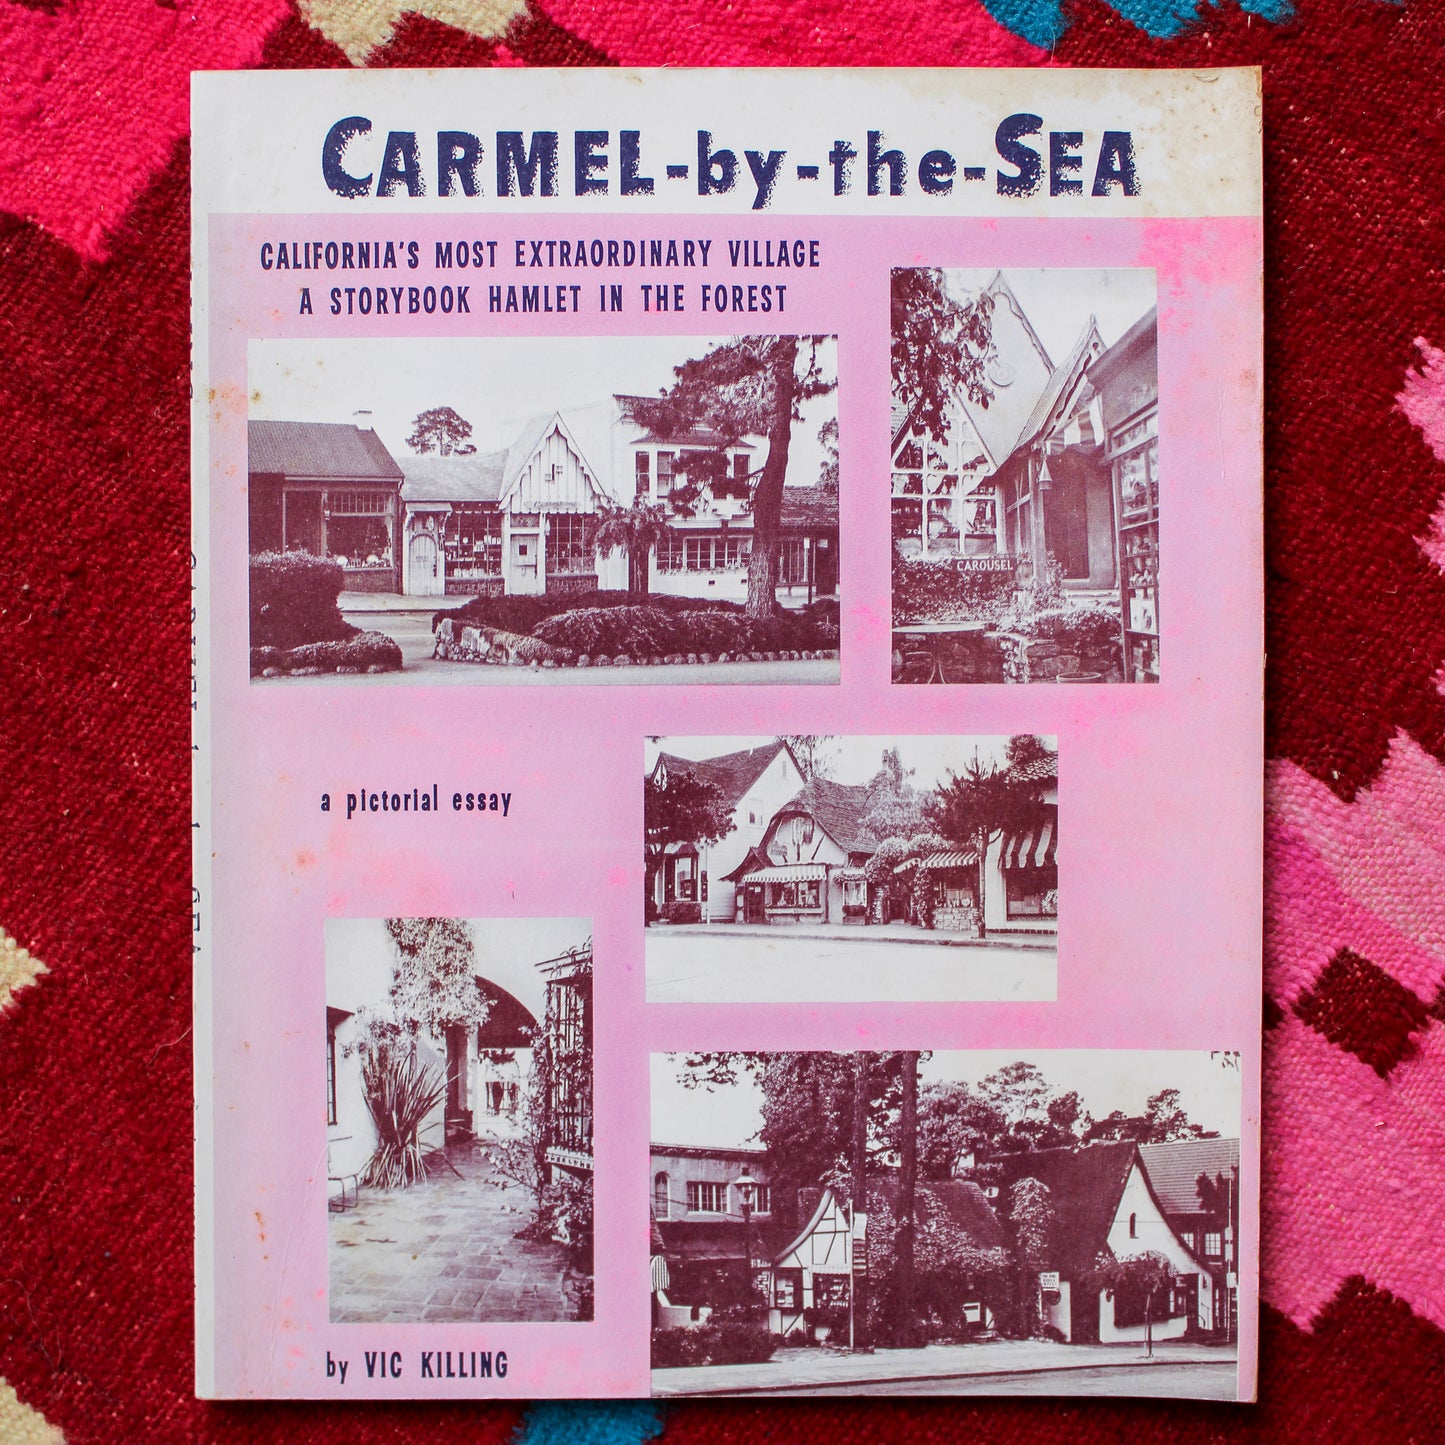 CARMEL-by-the-SEA
CALIFORNIA'S MOST EXTRAORDINARY VILLAGE
A STORYBOOK HAMLET IN THE FOREST
CAROUSEL
a pictorial essay
by VIC KILLING